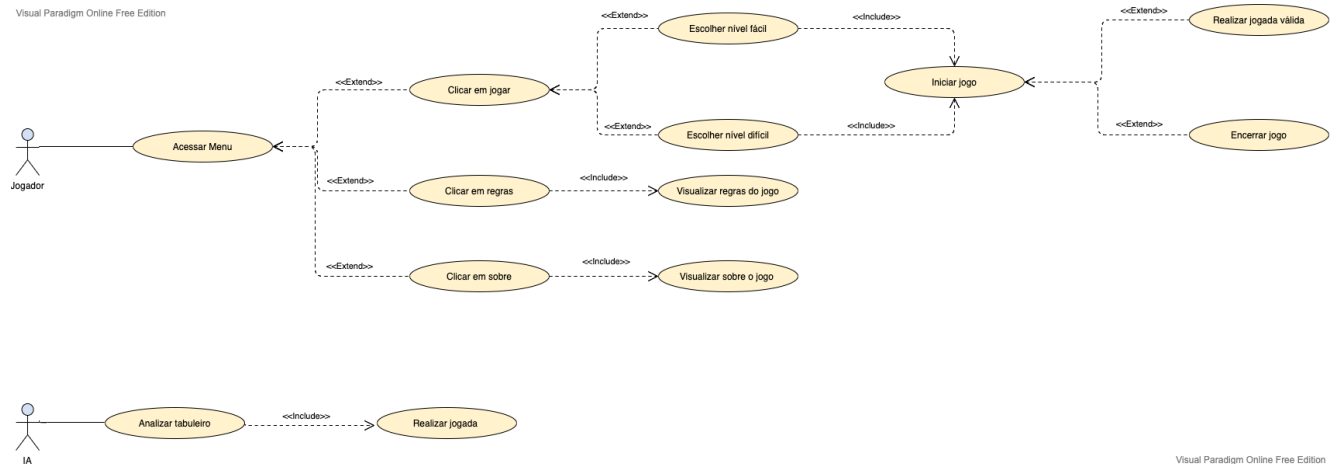 Visual Paradigm Online Free Edition
<<Extend>>
Escolher nível fácil
<<Include>>
<<Extend>>
Realizar jogada válida
<<Extend>>
Clicar em jogar
Iniciar jogo
<<Extend>>
Escolher nível difícil
<<Include>>
<<Extend>>
Encerrar jogo
Jogador
Acessar Menu
<<Extend>>
Clicar em regras
<<Include>>
Visualizar regras do jogo
<<Extend>>
Clicar em sobre
<<Include>>
Visualizar sobre o jogo
IA
Analizar tabuleiro
<<Include>>
Realizar jogada
Visual Paradigm Online Free Edition